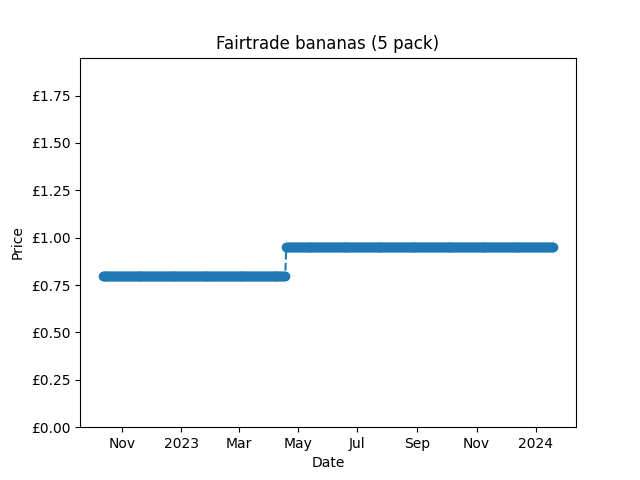 Fairtrade bananas (5 pack)
£1.75
£1.50
£1.25
£1.00
£0.75
£0.50
£0.25
£0.00
Price
Nov 2023 Mar May Jul Sep Nov 2024
Date